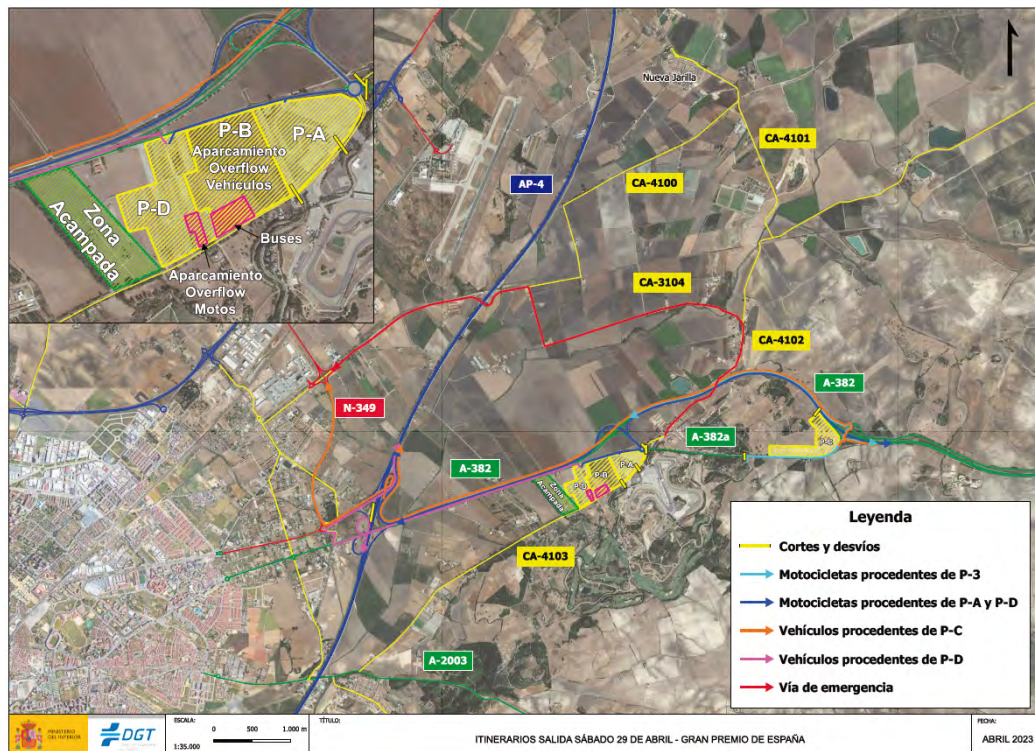 P-B
P-A
Aparcamiento
Overflow
Vehículos
P-D
Zona
Acampada
Buses
Aparcamiento
Overflow
Motos
Nueva Jarilla
CA-4101
AP-4
CA-4100
CA-3104
CA-4102
A-382
N-349
A-382a
P-C
A-382
P-A
P-B
P-D
Zona
Acampada
CA-4103
A-2003
Leyenda
Cortes y desvíos
Motocicletas procedentes de P-3
Motocicletas procedentes de P-A y P-D
Vehículos procedentes de P-C
Vehículos procedentes de P-D
Vía de emergencia
MINISTERIO
DEL INTERIOR
DGT
ESCALA:
0 500 1.000 m
1:35.000
TÍTULO:
ITINERARIOS SALIDA SÁBADO 29 DE ABRIL - GRAN PREMIO DE ESPAÑA
FECHA:
ABRIL 2023